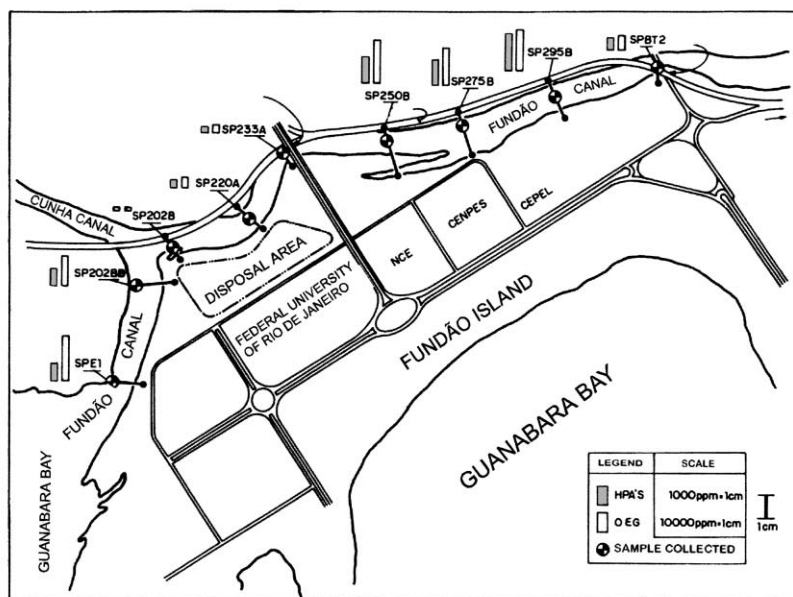 SP8T2
SP295B
SP275B
SP250B
FUNDÃO
CANAL
SP233A
SP220A
CUNHA CANAL
SP202B
SP202BB
DISPOSAL AREA
CENPES
CEPEL
NCE
FEDERAL UNIVERSITY
OF RIO DE JANEIRO
FUNDÃO ISLAND
CANAL
SPE1
FUNDÃO
GUANABARA BAY
GUANABARA BAY
LEGEND SCALE
HPA'S 1000ppm=1cm
OEG 10000ppm=1cm
1cm
SAMPLE COLLECTED